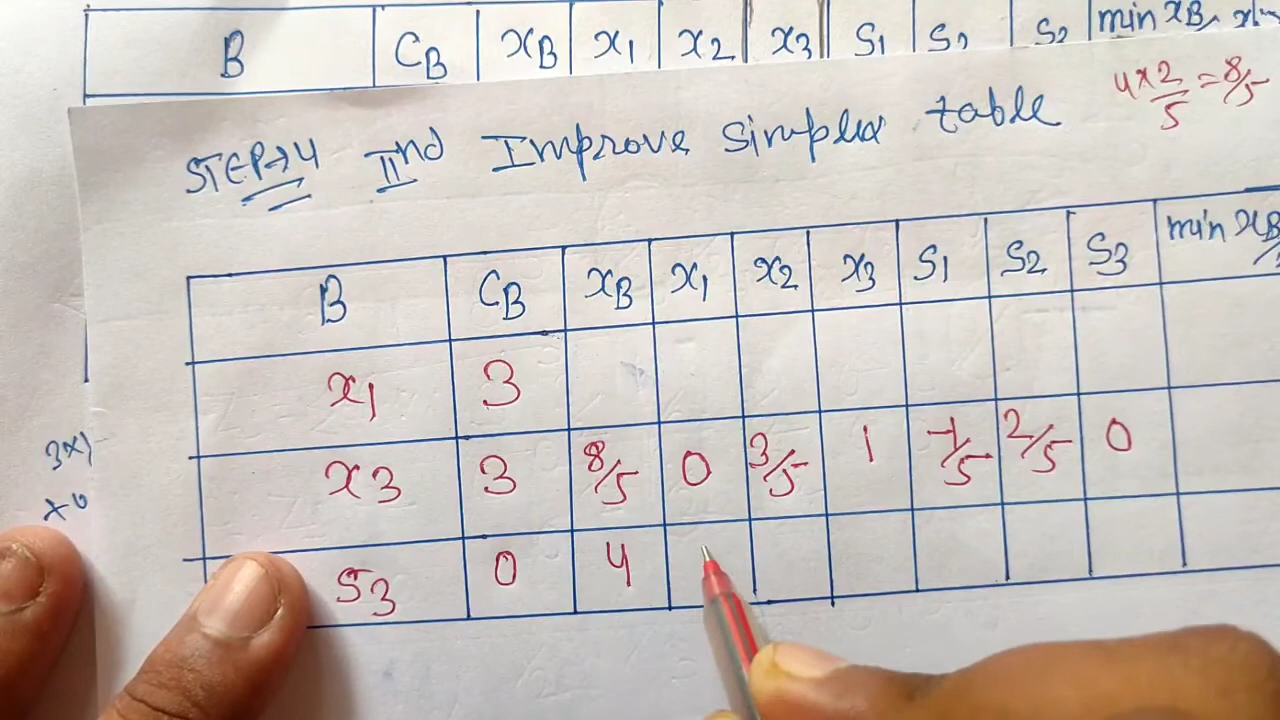 B CB xB x1 x2 x3 S1 S2 S2 min xB,
4×2/5 = 8/5
STEP→4 IInd Improve Simplex table
B CB xB x1 x2 x3 S1 S2 S3 min xB
x1 3
x3 3 8/5 0 3/5 1 -1/5 2/5 0
S3 0 4